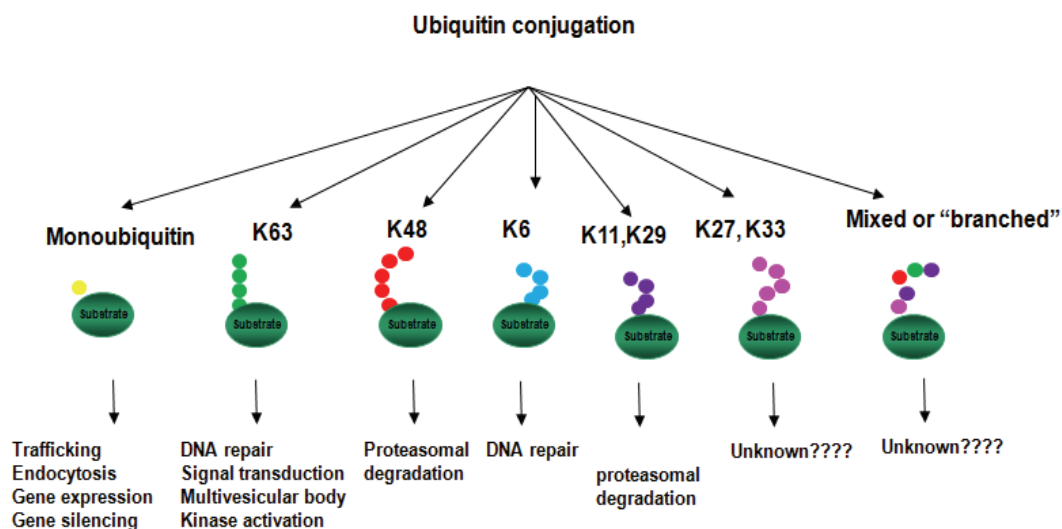 Ubiquitin conjugation
Monoubiquitin
K63
K48
K6
K11,K29
K27, K33
Mixed or “branched”
Substrate
Substrate
Substrate
Substrate
Substrate
Substrate
Substrate
Trafficking
Endocytosis
Gene expression
Gene silencing
DNA repair
Signal transduction
Multivesicular body
Kinase activation
Proteasomal
degradation
DNA repair
proteasomal
degradation
Unknown????
Unknown????